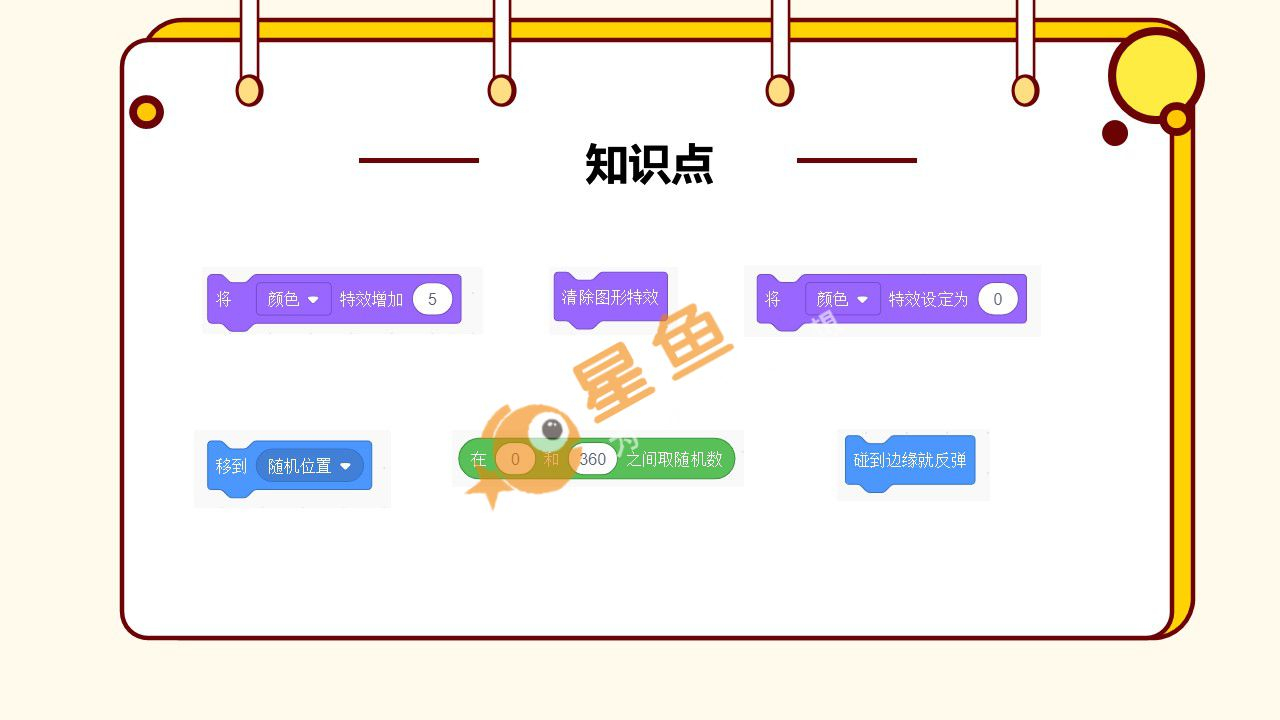 知识点
将 颜色 特效增加 5
清除图形特效
将 颜色 特效设定为 0
星鱼
移到 随机位置
在 0 和 360 之间取随机数
为
碰到边缘就反弹